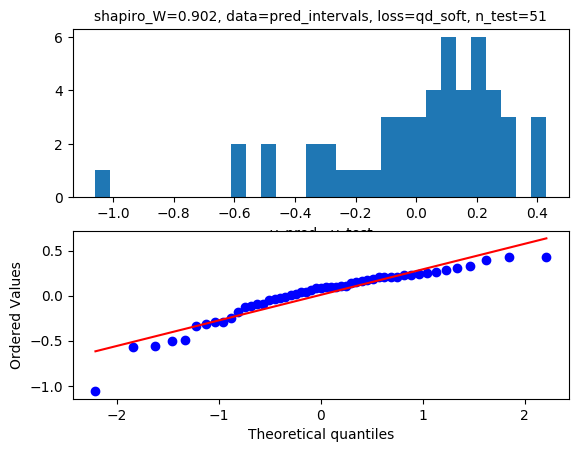 shapiro_W=0.902, data=pred_intervals, loss=qd_soft, n_test=51
6
4
2
0
−1.0 −0.8 −0.6 −0.4 −0.2 0.0 0.2 0.4
0.5
0.0
−0.5
−1.0
Ordered Values
−2 −1 0 1 2
Theoretical quantiles